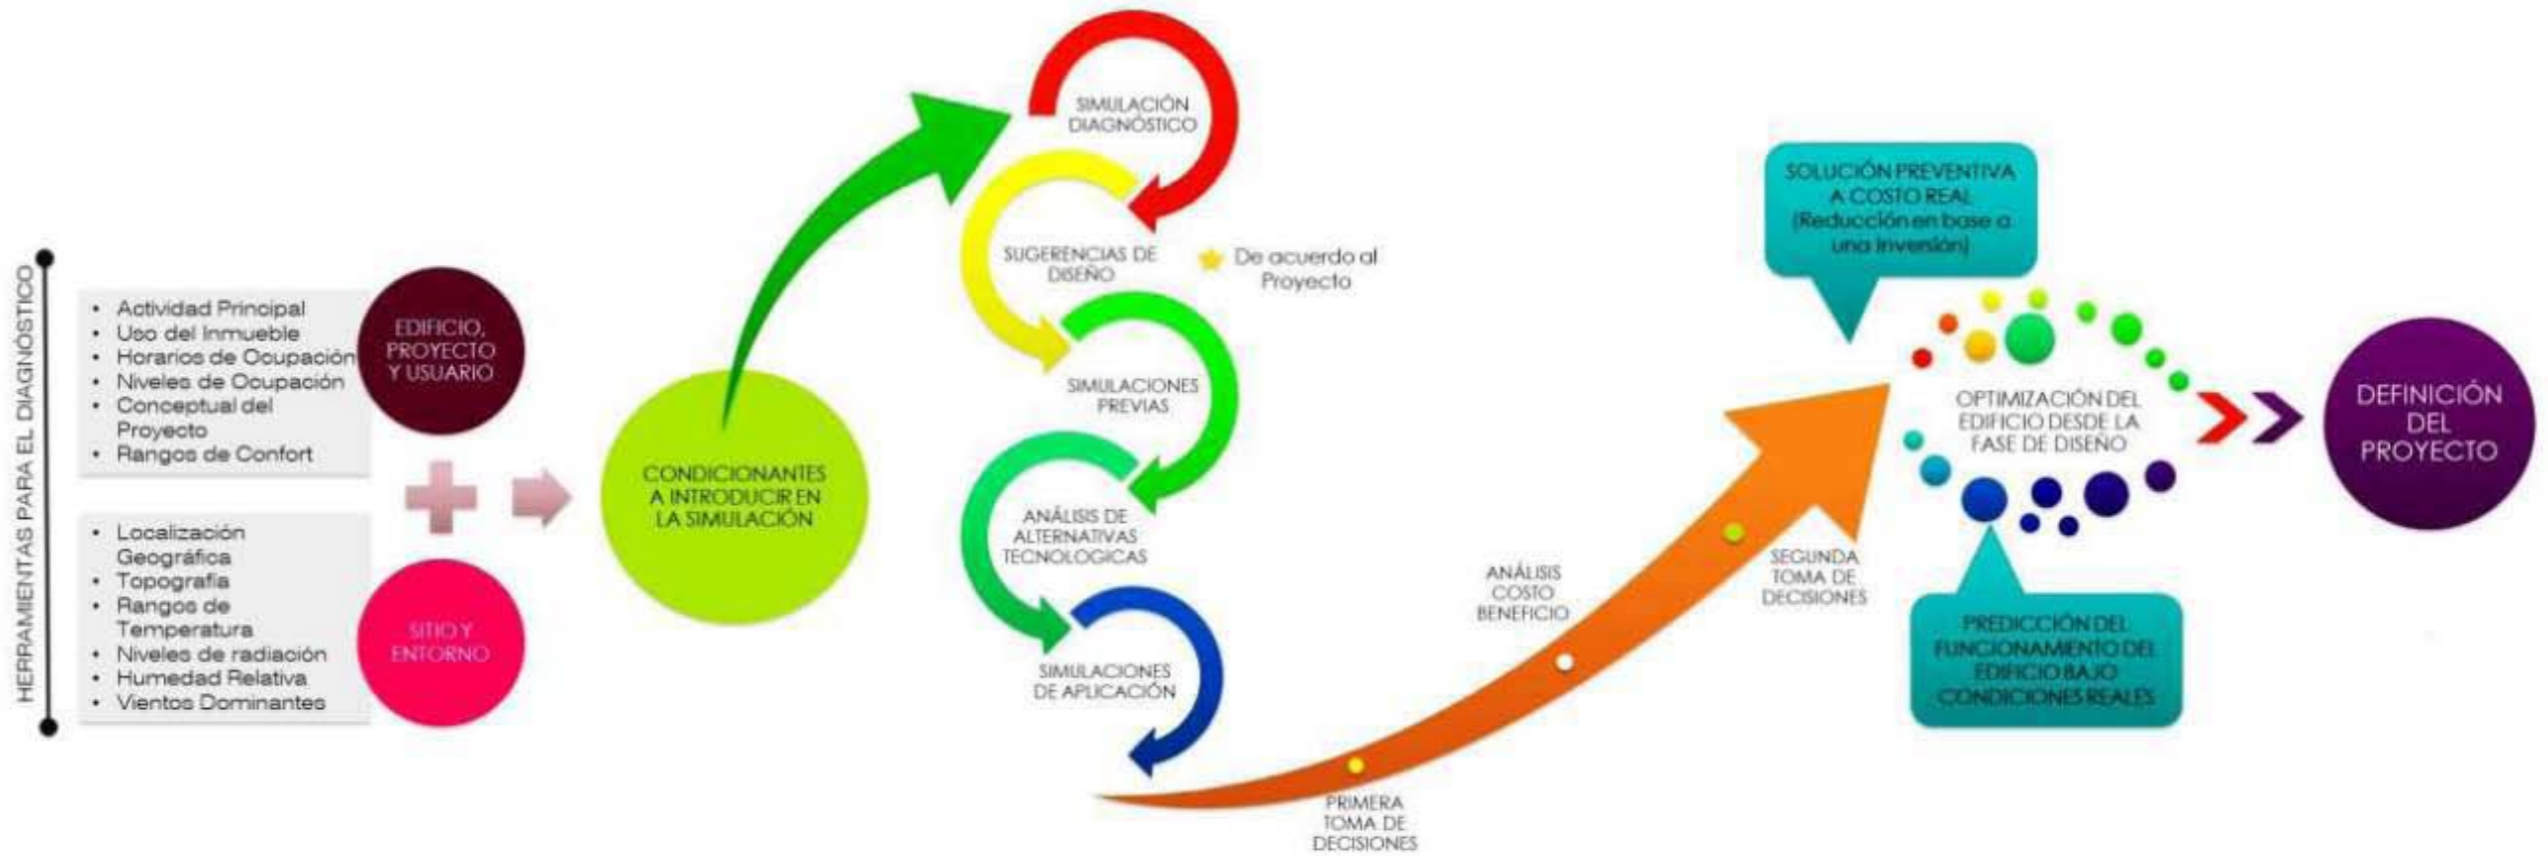 HERRAMIENTAS PARA EL DIAGNÓSTICO
• Actividad Principal
• Uso del Inmueble
• Horarios de Ocupación
• Niveles de Ocupación
• Conceptual del
Proyecto
• Rangos de Confort
EDIFICIO,
PROYECTO
Y USUARIO
• Localización
Geográfica
• Topografía
• Rangos de
Temperatura
• Niveles de radiación
• Humedad Relativa
• Vientos Dominantes
SITIO Y
ENTORNO
CONDICIONANTES
A INTRODUCIR EN
LA SIMULACIÓN
SIMULACIÓN
DIAGNÓSTICO
SUGERENCIAS DE
DISEÑO
De acuerdo al
Proyecto
SIMULACIONES
PREVIAS
ANÁLISIS DE
ALTERNATIVAS
TECNOLOGICAS
SIMULACIONES
DE APLICACIÓN
PRIMERA
TOMA DE
DECISIONES
ANÁLISIS
COSTO
BENEFICIO
SEGUNDA
TOMA DE
DECISIONES
SOLUCIÓN PREVENTIVA
A COSTO REAL
(Reducción en base a
una Inversión)
OPTIMIZACIÓN DEL
EDIFICIO DESDE LA
FASE DE DISEÑO
PREDICCIÓN DEL
FUNCIONAMIENTO DEL
EDIFICIO BAJO
CONDICIONES REALES
DEFINICIÓN
DEL
PROYECTO